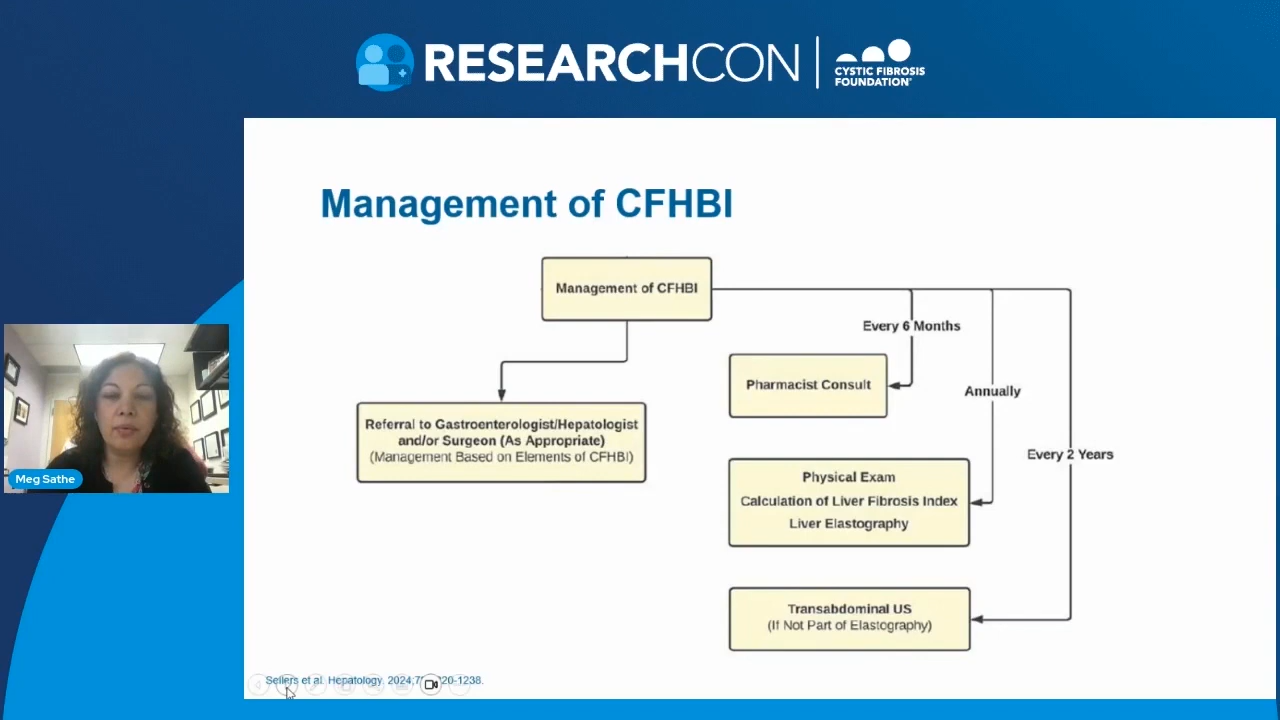 RESEARCHCON
CYSTIC FIBROSIS
FOUNDATION
Management of CFHBI
Management of CFHBI
Every 6 Months
Pharmacist Consult
Annually
Referral to Gastroenterologist/Hepatologist
and/or Surgeon (As Appropriate)
(Management Based on Elements of CFHBI)
Every 2 Years
Physical Exam
Calculation of Liver Fibrosis Index
Liver Elastography
Meg Sathe
Transabdominal US
(If Not Part of Elastography)
Sellers et al. Hepatology. 2024;7 20-1238.